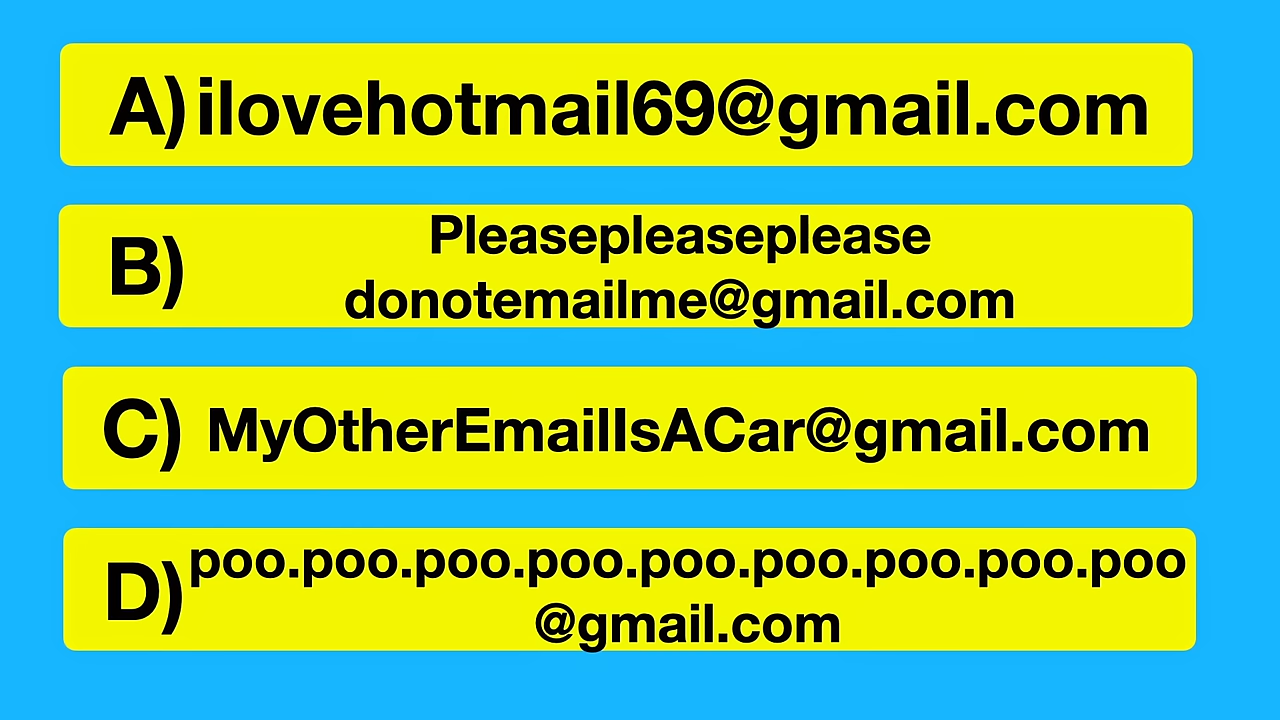 A) ilovehotmail69@gmail.com
B) Pleasepleaseplease
donotemailme@gmail.com
C) MyOtherEmailIsACar@gmail.com
D) poo.poo.poo.poo.poo.poo.poo.poo.poo
@gmail.com